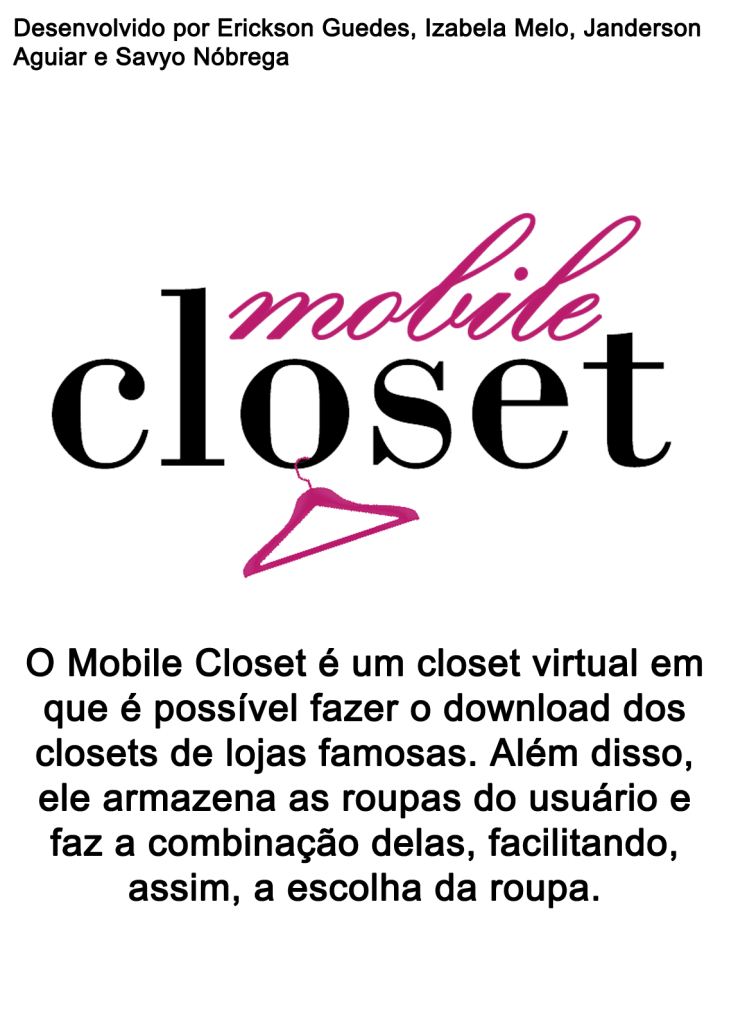 Desenvolvido por Erickson Guedes, Izabela Melo, Janderson
Aguiar e Savyo Nóbrega
mobile
closet
O Mobile Closet é um closet virtual em
que é possível fazer o download dos
closets de lojas famosas. Além disso,
ele armazena as roupas do usuário e
faz a combinação delas, facilitando,
assim, a escolha da roupa.